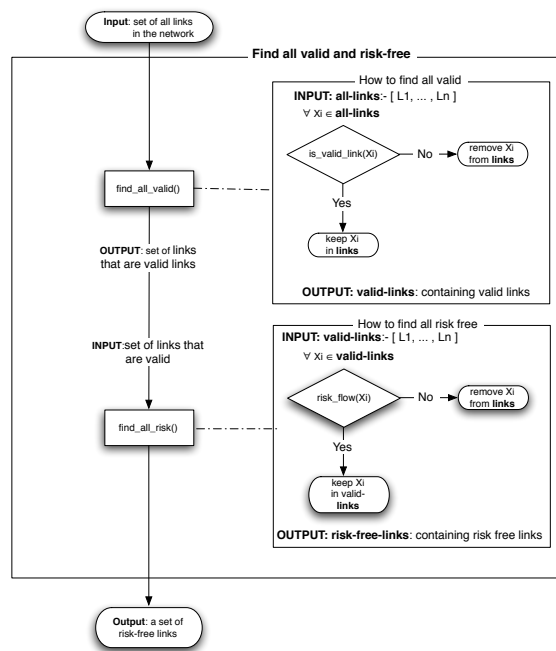 Input: set of all links
in the network
Find all valid and risk-free
How to find all valid
INPUT: all-links:- [ L1, ... , Ln ]
∀ Xi ∈ all-links
is_valid_link(Xi)
No
remove Xi
from links
Yes
keep Xi
in links
OUTPUT: valid-links: containing valid links
find_all_valid()
OUTPUT: set of links
that are valid links
INPUT:set of links that
are valid
How to find all risk free
INPUT: valid-links:- [ L1, ... , Ln ]
∀ Xi ∈ valid-links
risk_flow(Xi)
No
remove Xi
from links
Yes
keep Xi
in valid-
links
OUTPUT: risk-free-links: containing risk free links
find_all_risk()
Output: a set of
risk-free links